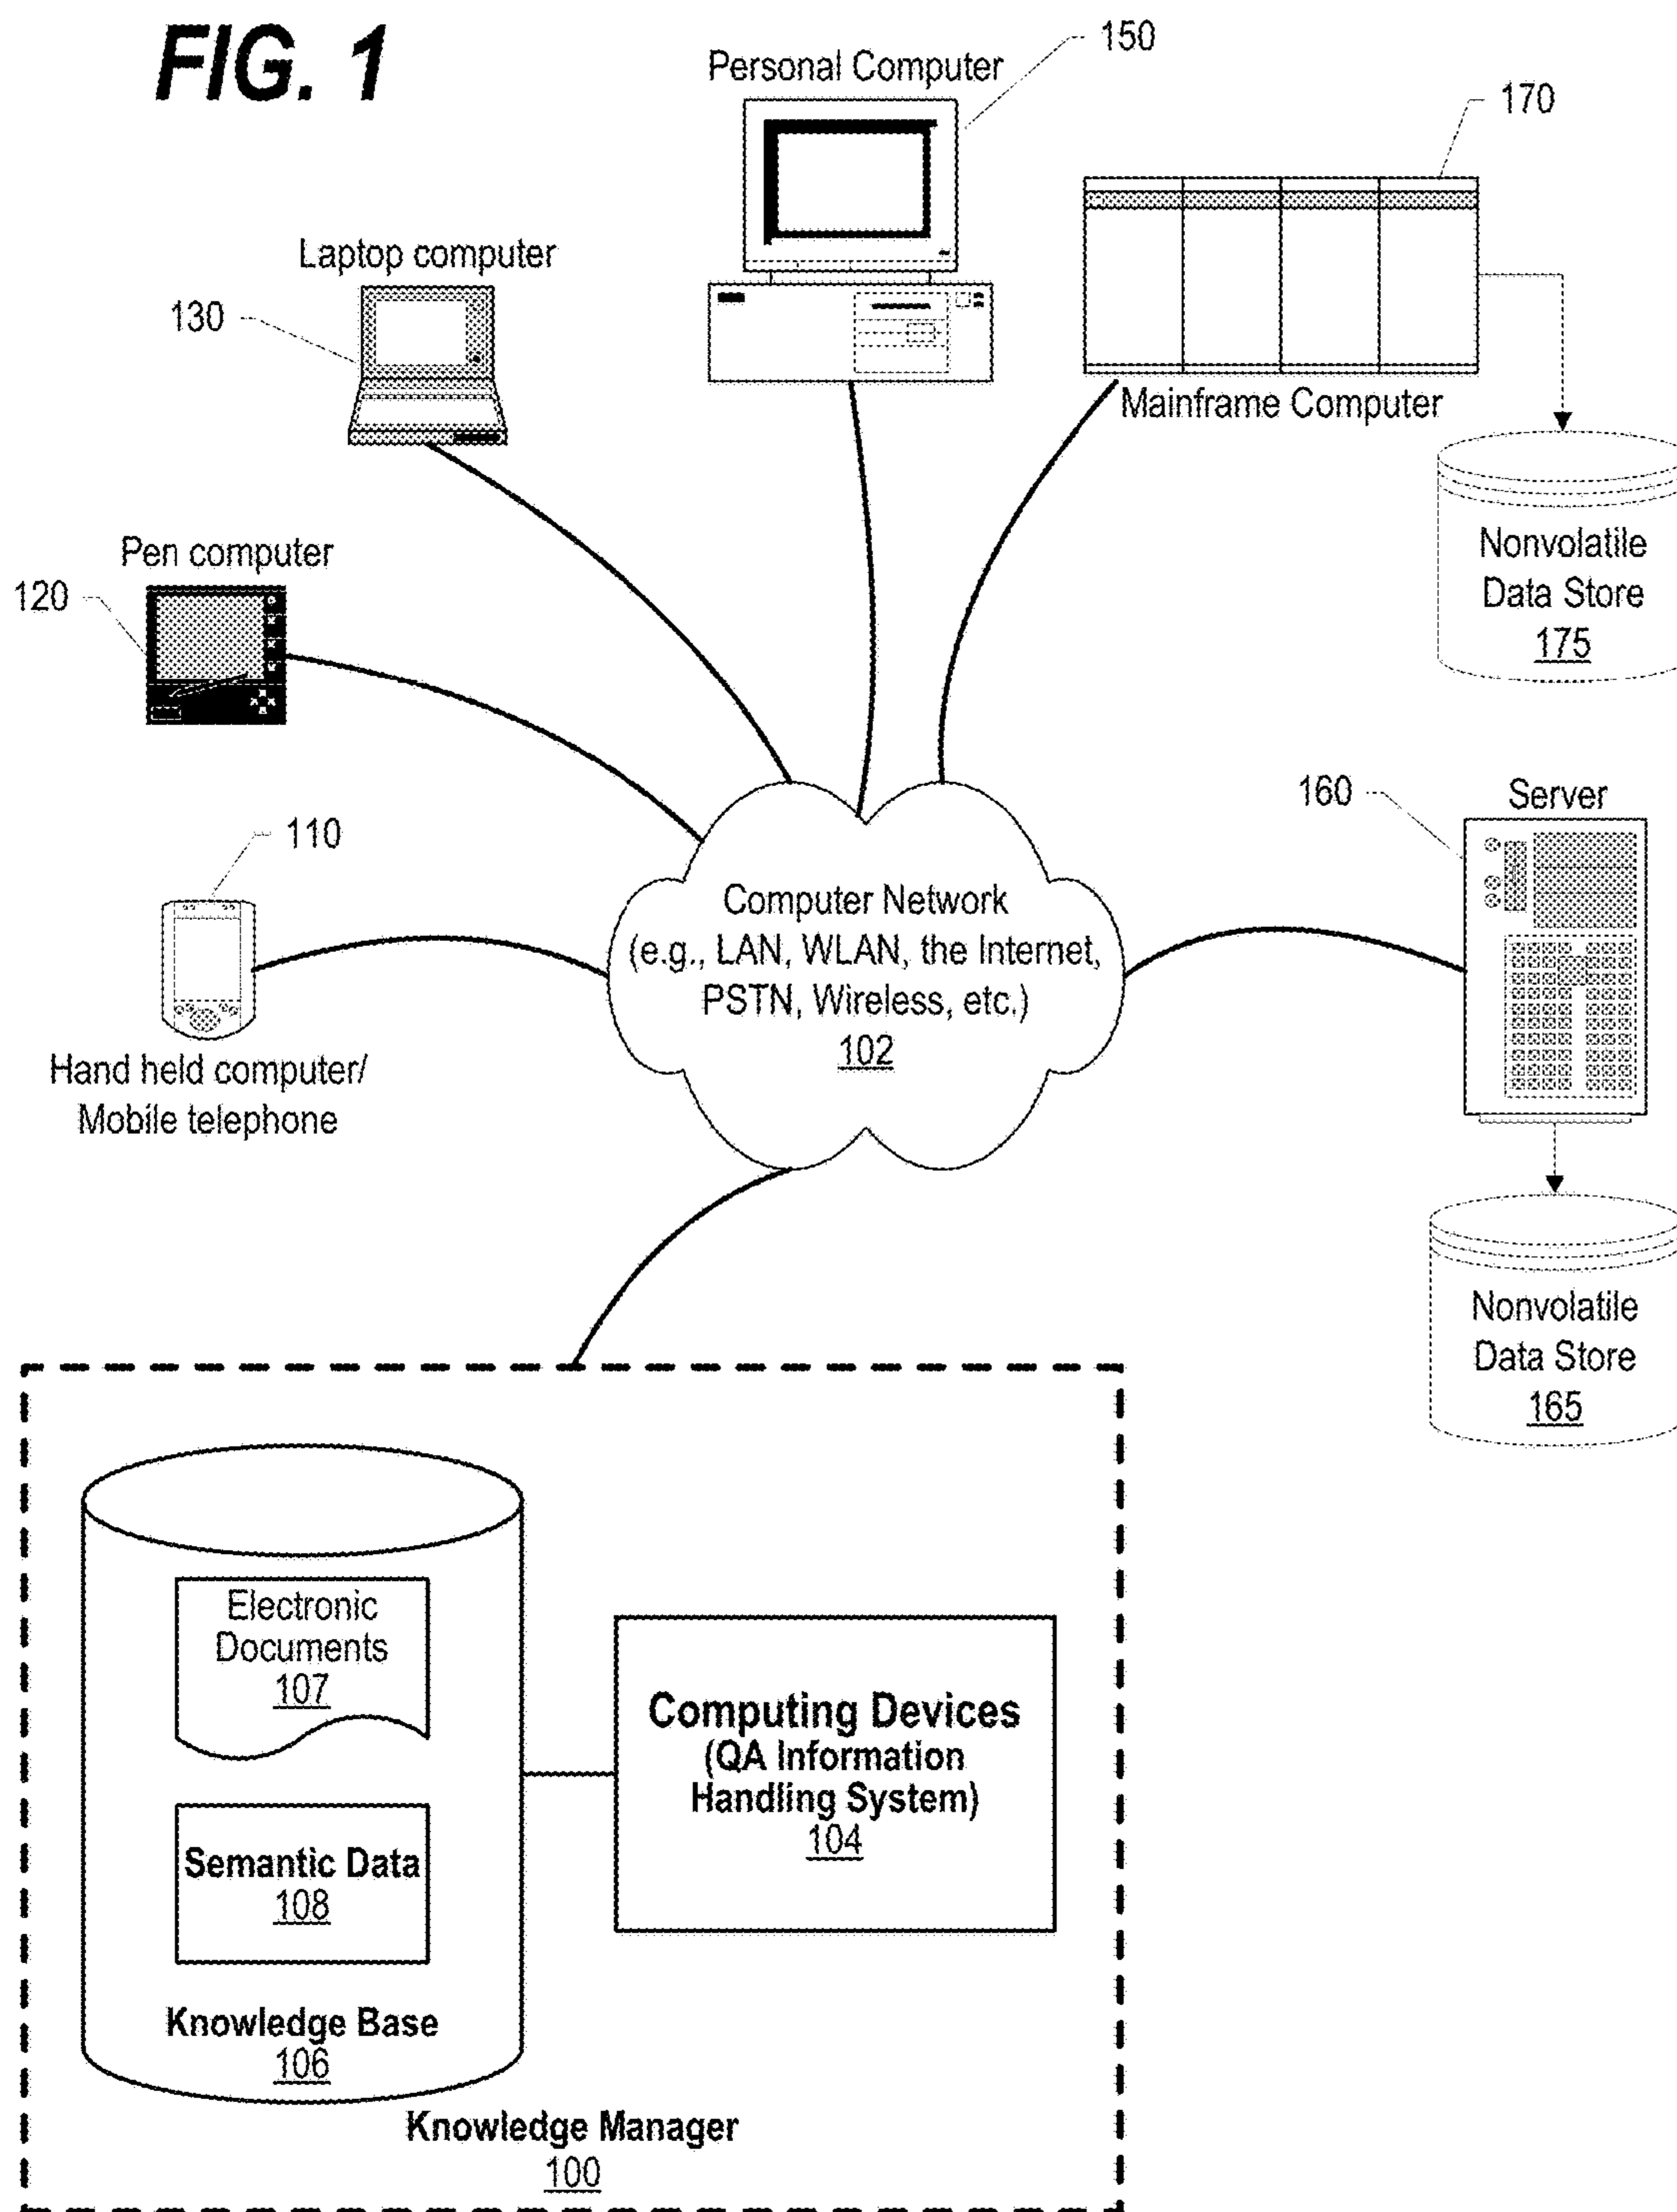 FIG. 1
Personal Computer
150
170
Laptop computer
130
Mainframe Computer
Nonvolatile
Data Store
175
Pen computer
120
160
Server
110
Computer Network
(e.g., LAN, WLAN, the Internet,
PSTN, Wireless, etc.)
102
Hand held computer/
Mobile telephone
Nonvolatile
Data Store
165
Electronic
Documents
107
Semantic Data
108
Knowledge Base
106
Computing Devices
(QA Information
Handling System)
104
Knowledge Manager
100